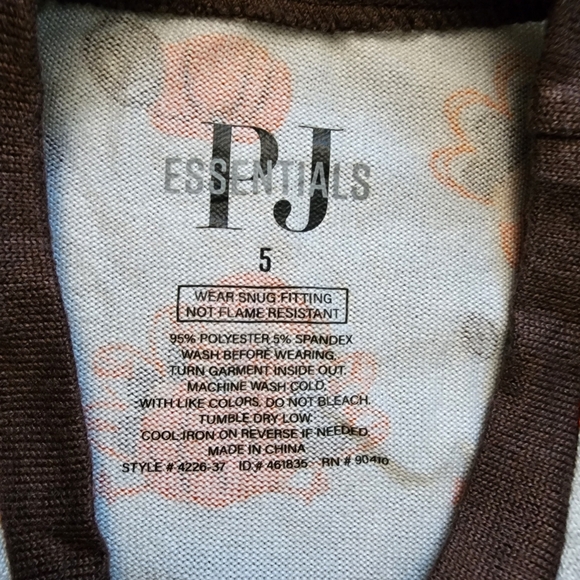 PJ
ESSENTIALS
5
WEAR SNUG FITTING
NOT FLAME RESISTANT
95% POLYESTER 5% SPANDEX
WASH BEFORE WEARING.
TURN GARMENT INSIDE OUT.
MACHINE WASH COLD.
WITH LIKE COLORS. DO NOT BLEACH.
TUMBLE DRY LOW.
COOL IRON ON REVERSE IF NEEDED.
MADE IN CHINA
STYLE # 4226-37 ID # 461835 RN # 90410